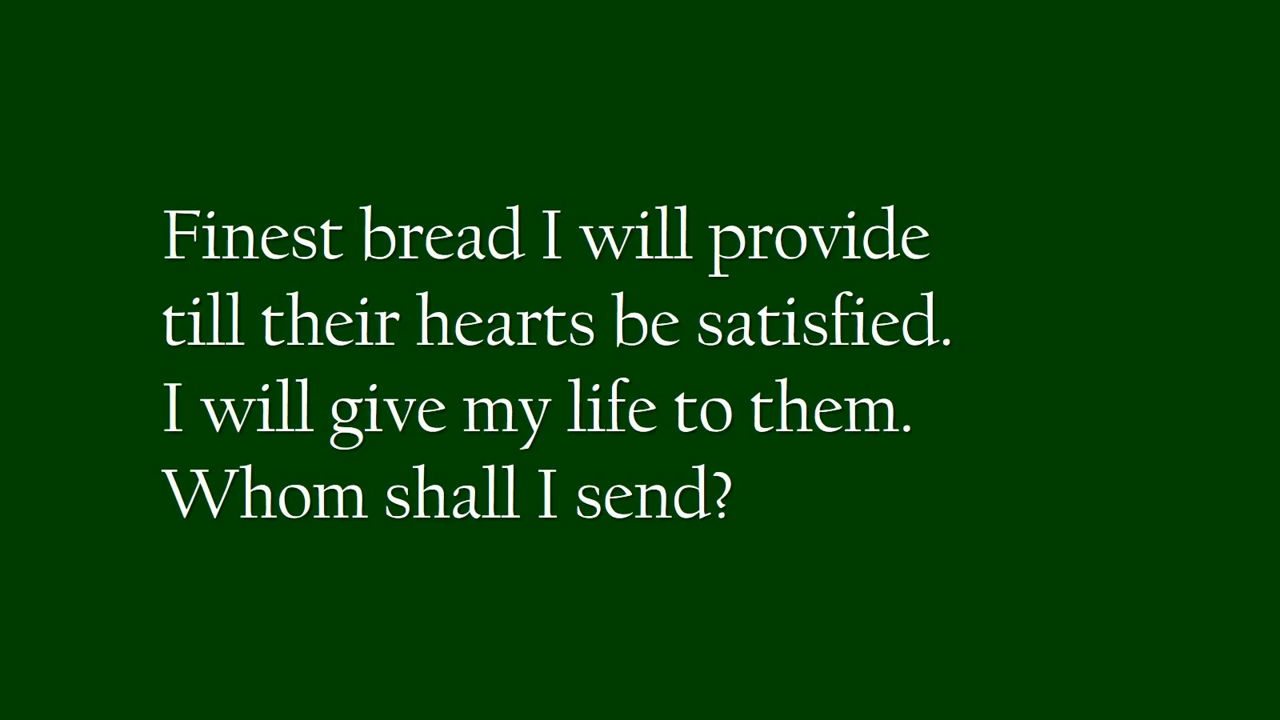 Finest bread I will provide
till their hearts be satisfied.
I will give my life to them.
Whom shall I send?